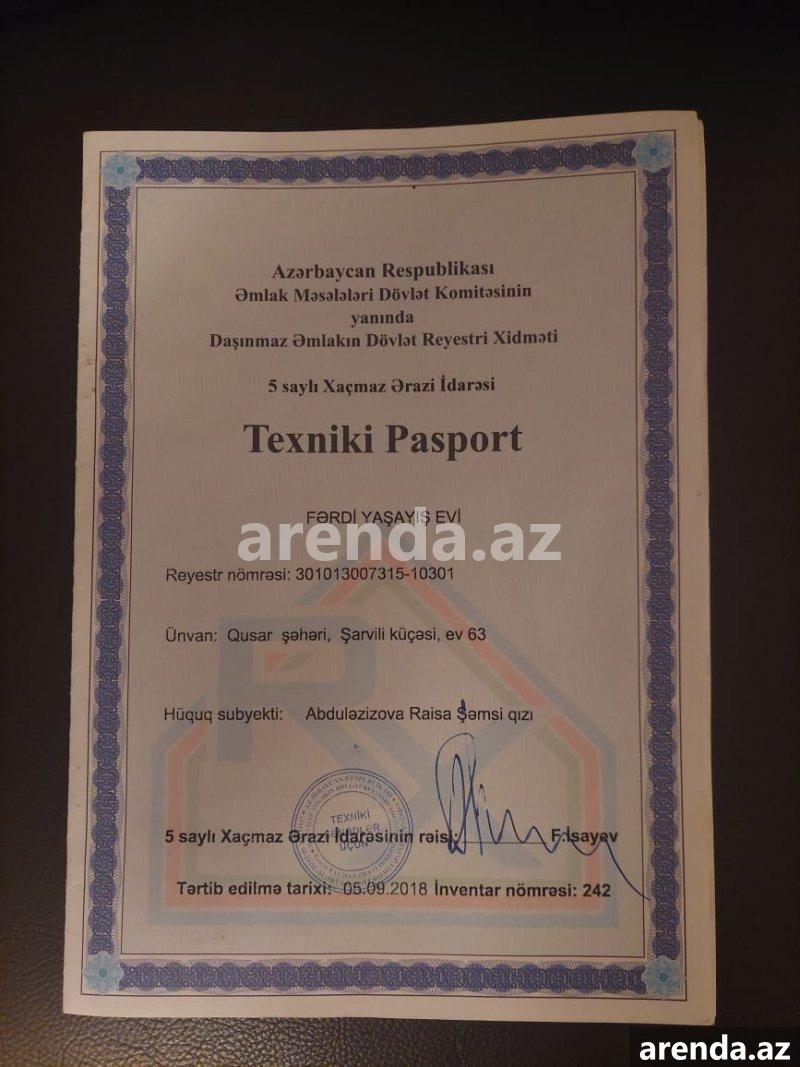 Azərbaycan Respublikası
Əmlak Məsələləri Dövlət Komitəsinin
yanında
Daşınmaz Əmlakın Dövlət Reyestri Xidməti
5 saylı Xaçmaz Ərazi İdarəsi
Texniki Pasport
FƏRDİ YAŞAYIŞ EVİ
arenda.az
Reyestr nömrəsi: 301013007315-10301
Ünvan: Qusar şəhəri, Şarvili küçəsi, ev 63
Hüquq subyekti: Abduləzizova Raisa Şəmsi qızı
TEXNİKİ
ÜÇÜN
5 saylı Xaçmaz Ərazi İdarəsinin rəisi: F.İsayev
Tərtib edilmə tarixi: 05.09.2018 İnventar nömrəsi: 242
arenda.az